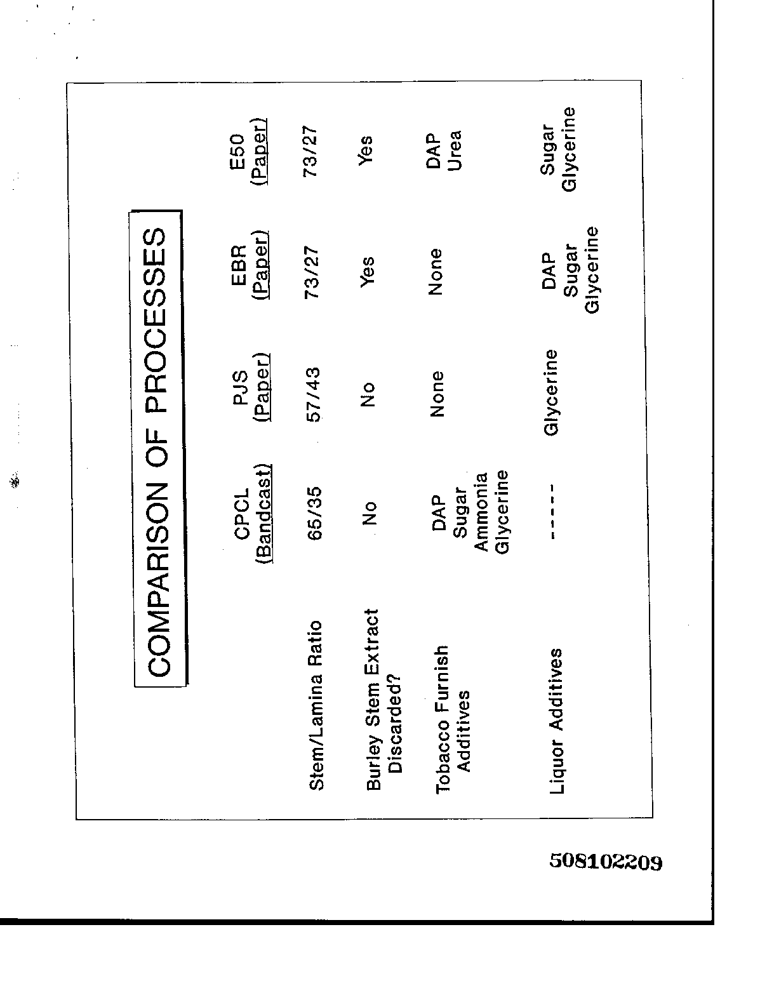 COMPARISON OF PROCESSES
CPCL PJS EBR E50
(Bandcast) (Paper) (Paper) (Paper)
Stem/Lamina Ratio 65/35 57/43 73/27 73/27
Burley Stem Extract No No Yes Yes
Discarded?
Tobacco Furnish DAP None None DAP
Additives Sugar Urea
Ammonia
Glycerine
Liquor Additives ----- Glycerine DAP Sugar
Sugar Glycerine
Glycerine
508102209